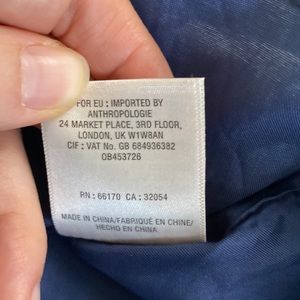 FOR EU : IMPORTED BY
ANTHROPOLOGIE
24 MARKET PLACE, 3RD FLOOR,
LONDON, UK W1W8AN
CIF : VAT No. GB 684936382
OB453726
RN : 66170 CA : 32054
MADE IN CHINA/FABRIQUÉ EN CHINE/
HECHO EN CHINA